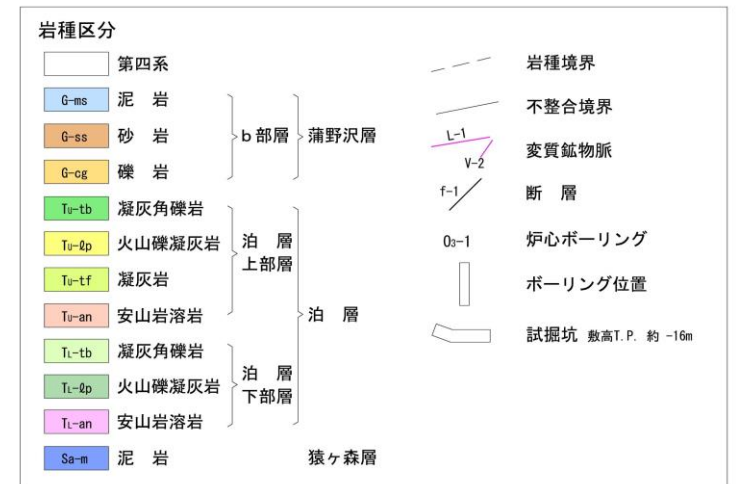 岩種区分
第四系
G-ms 泥 岩
G-ss 砂 岩
G-cg 礫 岩
b部層
蒲野沢層
TU-tb 凝灰角礫岩
TU-ℓp 火山礫凝灰岩
TU-tf 凝灰岩
TU-an 安山岩溶岩
泊 層
上部層
TL-tb 凝灰角礫岩
TL-ℓp 火山礫凝灰岩
TL-an 安山岩溶岩
泊 層
下部層
泊 層
Sa-m 泥 岩 猿ヶ森層
岩種境界
不整合境界
L-1
V-2
変質鉱物脈
f-1 断 層
O3-1 炉心ボーリング
ボーリング位置
試掘坑 敷高T.P. 約 -16m